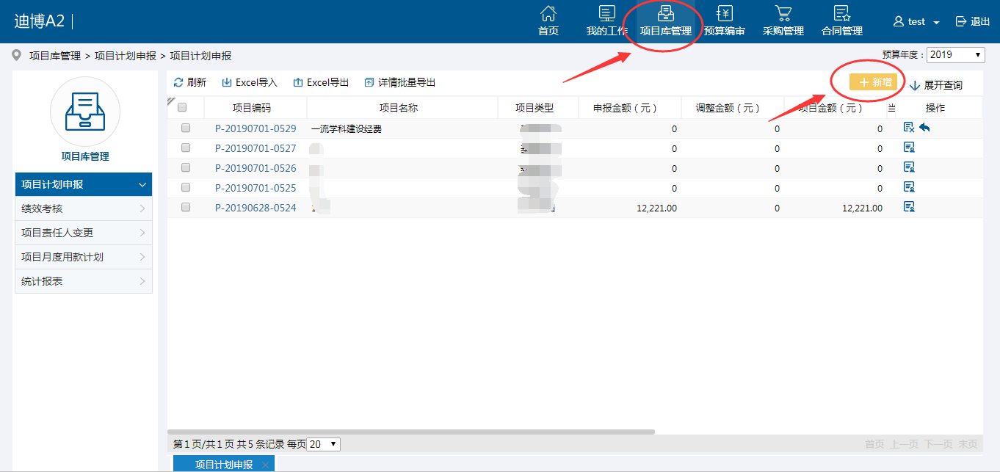 迪博A2
首页 我的工作 项目库管理 预算编审 采购管理 合同管理 test 退出
项目库管理 > 项目计划申报 > 项目计划申报 预算年度：2019
刷新 Excel导入 Excel导出 详情批量导出 新增 展开查询
项目库管理
项目计划申报
绩效考核
项目责任人变更
项目月度用款计划
统计报表
项目编码 项目名称 项目类型 申报金额（元） 调整金额（元） 项目金额（元） 操作
P-20190701-0529 一流学科建设经费 0 0 0
P-20190701-0527 0 0 0
P-20190701-0526 0 0 0
P-20190701-0525 0 0 0
P-20190628-0524 12,221.00 0 12,221.00
第1页/共1页 共5条记录 每页 20 首页 上一页 下一页 末页
项目计划申报